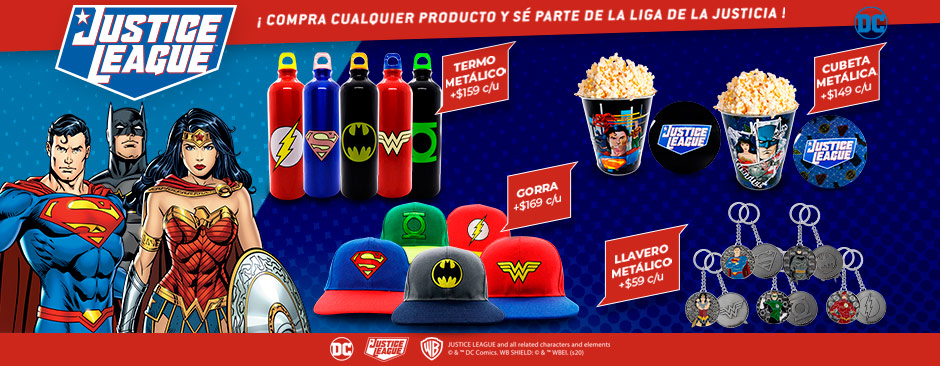 JUSTICE
LEAGUE
¡ COMPRA CUALQUIER PRODUCTO Y SÉ PARTE DE LA LIGA DE LA JUSTICIA !
DC
TERMO
METÁLICO
+$159 c/u
CUBETA
METÁLICA
+$149 c/u
JUSTICE
LEAGUE
JUSTICE
LEAGUE
GORRA
+$169 c/u
LLAVERO
METÁLICO
+$59 c/u
DC
JUSTICE
LEAGUE
WB
JUSTICE LEAGUE and all related characters and elements
© & ™ DC Comics. WB SHIELD: © & ™ WBEI. (s20)